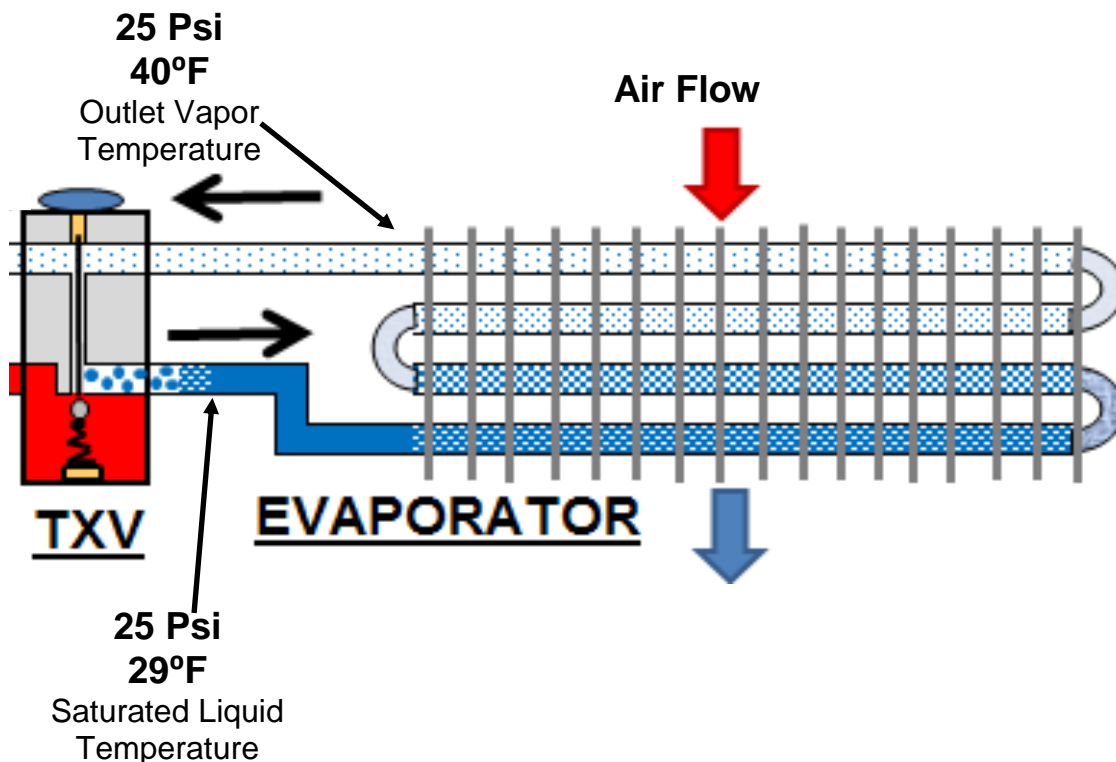 25 Psi
40ºF
Outlet Vapor
Temperature
Air Flow
TXV
EVAPORATOR
25 Psi
29ºF
Saturated Liquid
Temperature